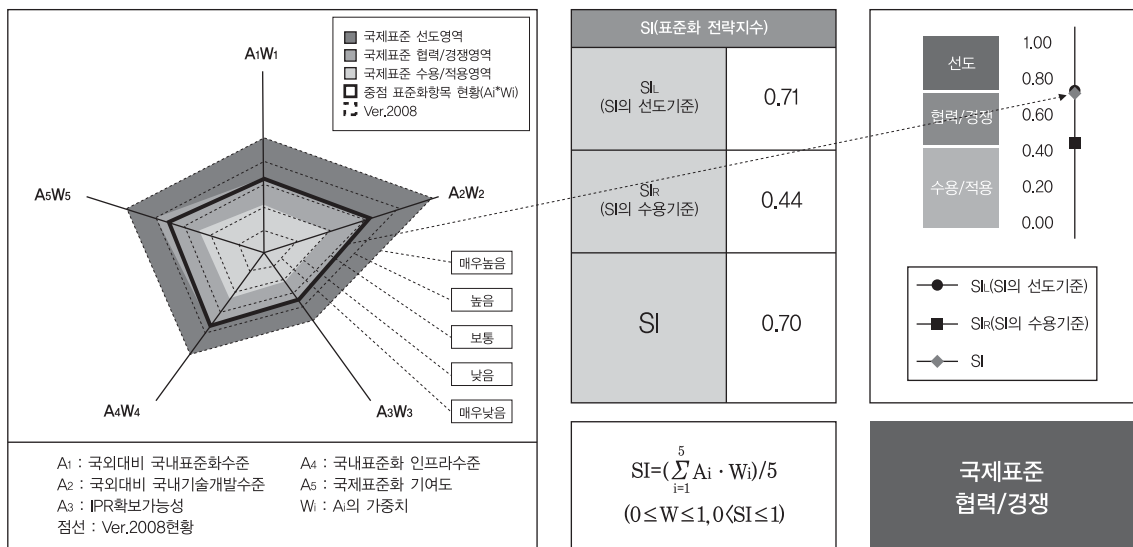 국제표준 선도영역
국제표준 협력/경쟁영역
국제표준 수용/적용영역
중점 표준화항목 현황(Ai*Wi)
Ver.2008
A1W1
A2W2
A3W3
A4W4
A5W5
매우높음
높음
보통
낮음
매우낮음
A1 : 국외대비 국내표준화수준
A2 : 국외대비 국내기술개발수준
A3 : IPR확보가능성
점선 : Ver.2008현황
A4 : 국내표준화 인프라수준
A5 : 국제표준화 기여도
Wi : Ai의 가중치
SI(표준화 전략지수)
SIL
(SI의 선도기준)
0.71
SIR
(SI의 수용기준)
0.44
SI
0.70
SI=(∑Ai · Wi)/5
5
i=1
(0≤W≤1, 0<SI≤1)
선도
협력/경쟁
수용/적용
1.00
0.80
0.60
0.40
0.20
0.00
SIL(SI의 선도기준)
SIR(SI의 수용기준)
SI
국제표준
협력/경쟁